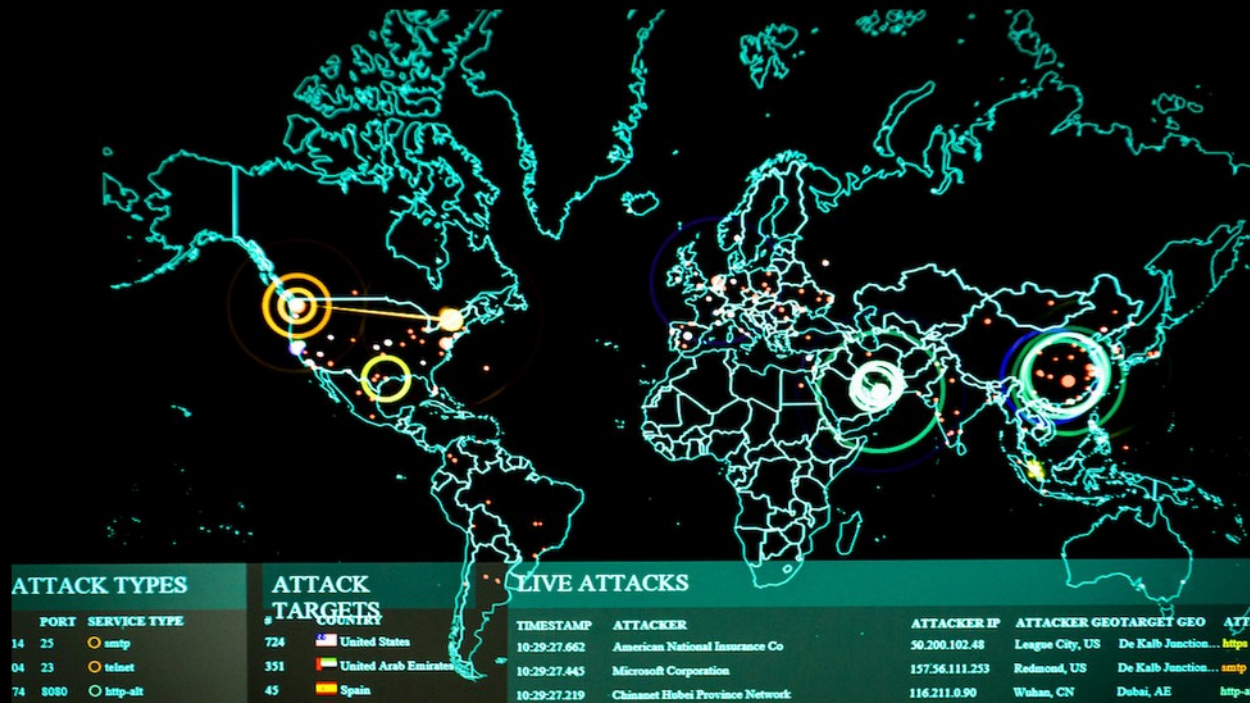 ATTACK TYPES
PORT SERVICE TYPE
14 25 smtp
04 23 telnet
74 8080 http-alt
ATTACK
TARGETS
# COUNTRY
724 United States
351 United Arab Emirates
45 Spain
LIVE ATTACKS
TIMESTAMP ATTACKER ATTACKER IP ATTACKER GEO TARGET GEO ATT
10:29:27.662 American National Insurance Co 50.200.102.48 League City, US De Kalb Junction... https
10:29:27.445 Microsoft Corporation 157.56.111.253 Redmond, US De Kalb Junction... smtp
10:29:27.219 Chinanet Hubei Province Network 116.211.0.90 Wuhan, CN Dubai, AE http-a